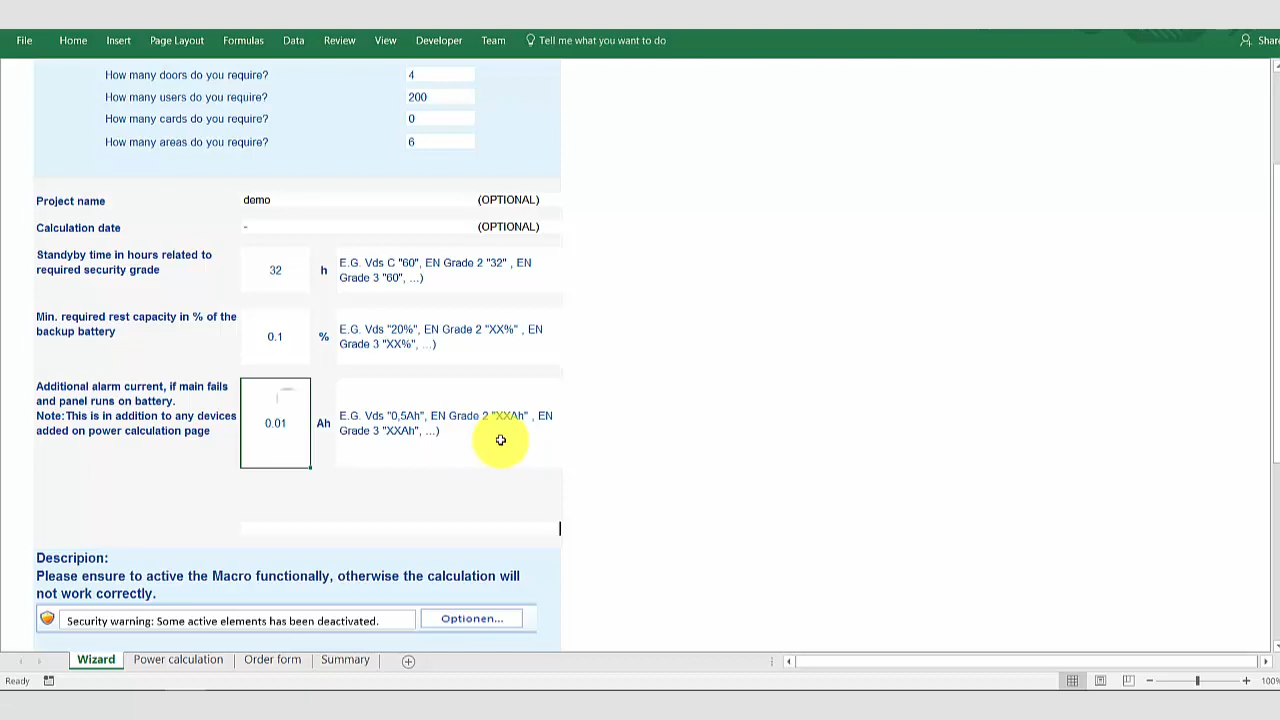 File Home Insert Page Layout Formulas Data Review View Developer Team Tell me what you want to do Share
How many doors do you require? 4
How many users do you require? 200
How many cards do you require? 0
How many areas do you require? 6
Project name demo (OPTIONAL)
Calculation date - (OPTIONAL)
Standyby time in hours related to
required security grade
32 h
E.G. Vds C "60", EN Grade 2 "32" , EN
Grade 3 "60", ...)
Min. required rest capacity in % of the
backup battery
0.1 %
E.G. Vds "20%", EN Grade 2 "XX%" , EN
Grade 3 "XX%", ...)
Additional alarm current, if main fails
and panel runs on battery.
Note:This is in addition to any devices
added on power calculation page
0.01 Ah
E.G. Vds "0,5Ah", EN Grade 2 "XXAh" , EN
Grade 3 "XXAh", ...)
Descripion:
Please ensure to active the Macro functionally, otherwise the calculation will
not work correctly.
Security warning: Some active elements has been deactivated. Optionen...
Wizard Power calculation Order form Summary
Ready 100%